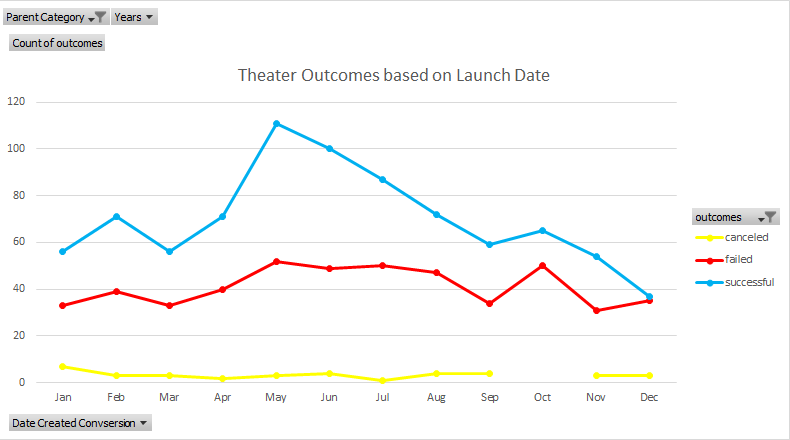 Parent Category Years
Count of outcomes
Theater Outcomes based on Launch Date
120
100
80
60
40
20
0
Jan Feb Mar Apr May Jun Jul Aug Sep Oct Nov Dec
outcomes
canceled
failed
successful
Date Created Convsersion